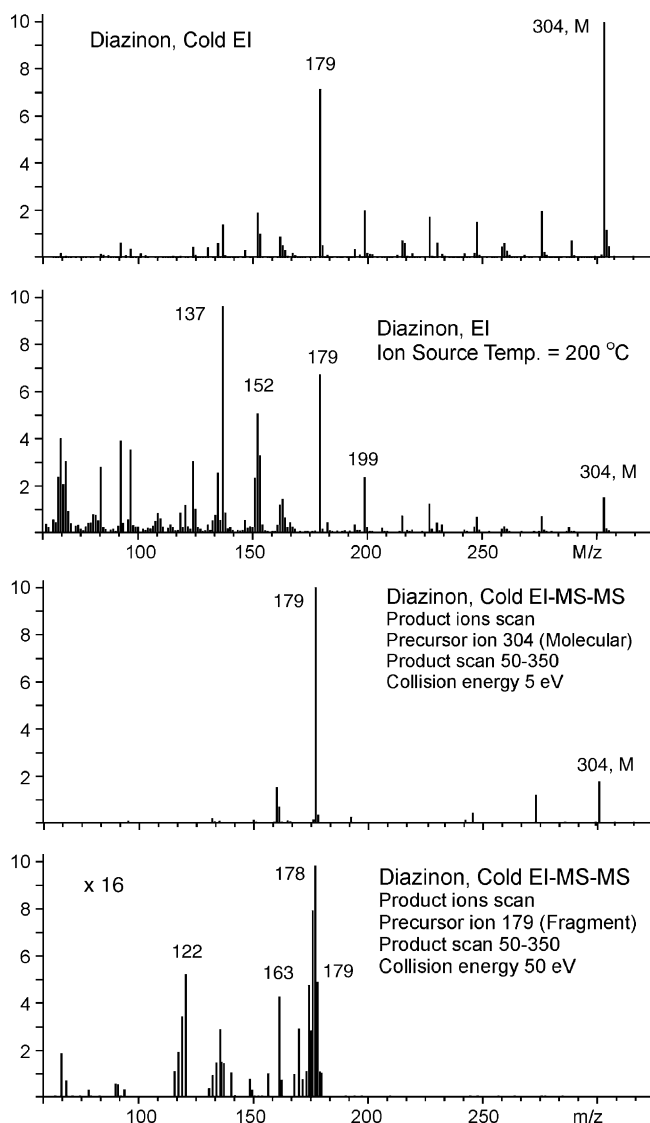 10
8
6
4
2
Diazinon, Cold EI
179
304, M
10
8
6
4
2
137
152
179
199
304, M
Diazinon, EI
Ion Source Temp. = 200 °C
100
150
200
250
M/z
10
8
6
4
2
179
304, M
Diazinon, Cold EI-MS-MS
Product ions scan
Precursor ion 304 (Molecular)
Product scan 50-350
Collision energy 5 eV
10
8
6
4
2
x 16
122
163
178
179
Diazinon, Cold EI-MS-MS
Product ions scan
Precursor ion 179 (Fragment)
Product scan 50-350
Collision energy 50 eV
100
150
200
250
m/z